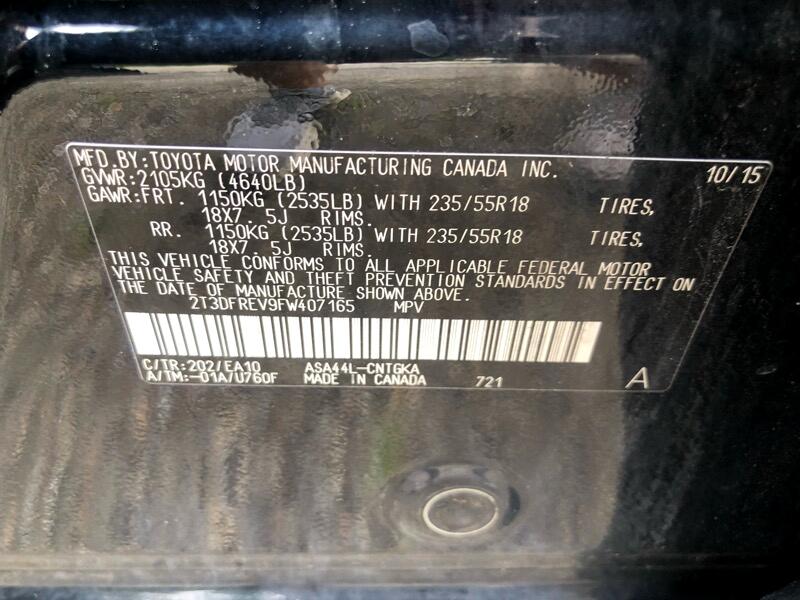 MFD.BY:TOYOTA MOTOR MANUFACTURING CANADA INC. 10/15
GVWR:2105KG (4640LB)
GAWR:FRT. 1150KG (2535LB) WITH 235/55R18 TIRES,
18X7. 5J RIMS.
RR. 1150KG (2535LB) WITH 235/55R18 TIRES,
18X7. 5J RIMS.
THIS VEHICLE CONFORMS TO ALL APPLICABLE FEDERAL MOTOR
VEHICLE SAFETY AND THEFT PREVENTION STANDARDS IN EFFECT ON
THE DATE OF MANUFACTURE SHOWN ABOVE.
2T3DFREV9FW407165 MPV
C/TR:202/EA10 ASA44L-CNTGKA
A/TM:-01A/U760F MADE IN CANADA 721 A